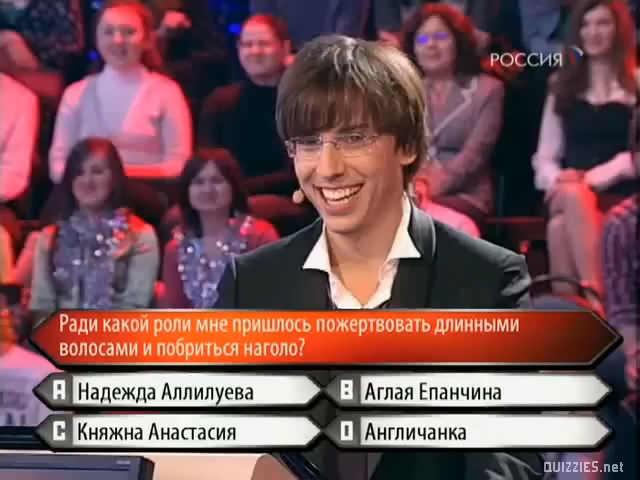 РОССИЯ
Ради какой роли мне пришлось пожертвовать длинными
волосами и побриться наголо?
A Надежда Аллилуева
B Аглая Епанчина
C Княжна Анастасия
D Англичанка
QUIZZIES.net